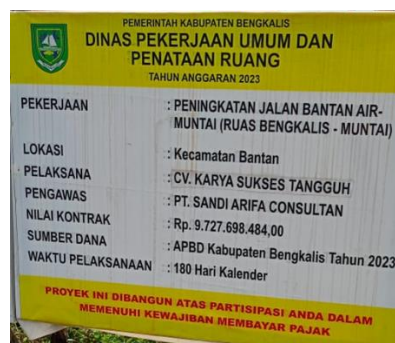 PEMERINTAH KABUPATEN BENGKALIS
DINAS PEKERJAAN UMUM DAN
PENATAAN RUANG
TAHUN ANGGARAN 2023
PEKERJAAN : PENINGKATAN JALAN BANTAN AIR-
MUNTAI (RUAS BENGKALIS - MUNTAI)
LOKASI : Kecamatan Bantan
PELAKSANA : CV. KARYA SUKSES TANGGUH
PENGAWAS : PT. SANDI ARIFA CONSULTAN
NILAI KONTRAK : Rp. 9.727.698.484,00
SUMBER DANA : APBD Kabupaten Bengkalis Tahun 2023
WAKTU PELAKSANAAN : 180 Hari Kalender
PROYEK INI DIBANGUN ATAS PARTISIPASI ANDA DALAM
MEMENUHI KEWAJIBAN MEMBAYAR PAJAK